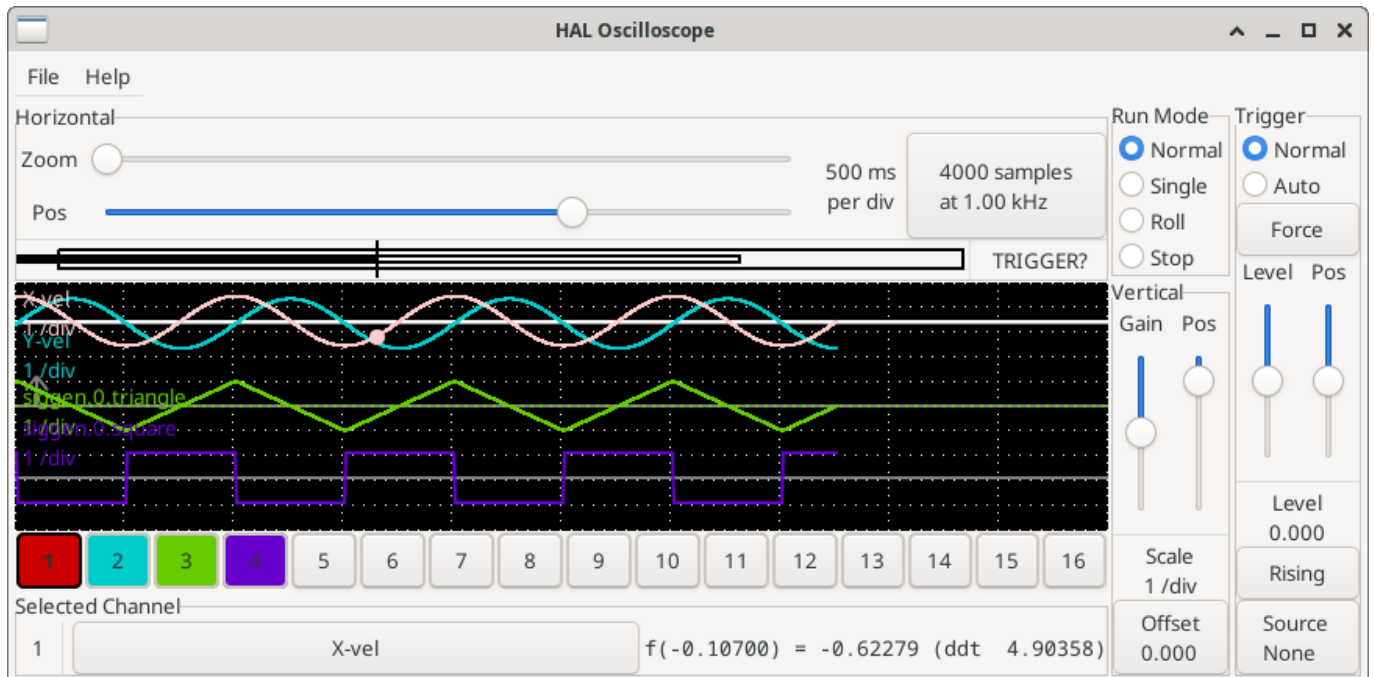 HAL Oscilloscope
File Help
Horizontal
Zoom
Pos
500 ms
per div
4000 samples
at 1.00 kHz
TRIGGER?
Run Mode
Normal
Single
Roll
Stop
Trigger
Normal
Auto
Force
Level Pos
Level
0.000
Rising
Source
None
Vertical
Gain Pos
Scale
1 /div
Offset
0.000
X-vel
1 /div
Y-vel
1 /div
siggen.0.triangle
1 /div
siggen.0.square
1 /div
1 2 3 4 5 6 7 8 9 10 11 12 13 14 15 16
Selected Channel
1 X-vel f(-0.10700) = -0.62279 (ddt 4.90358)